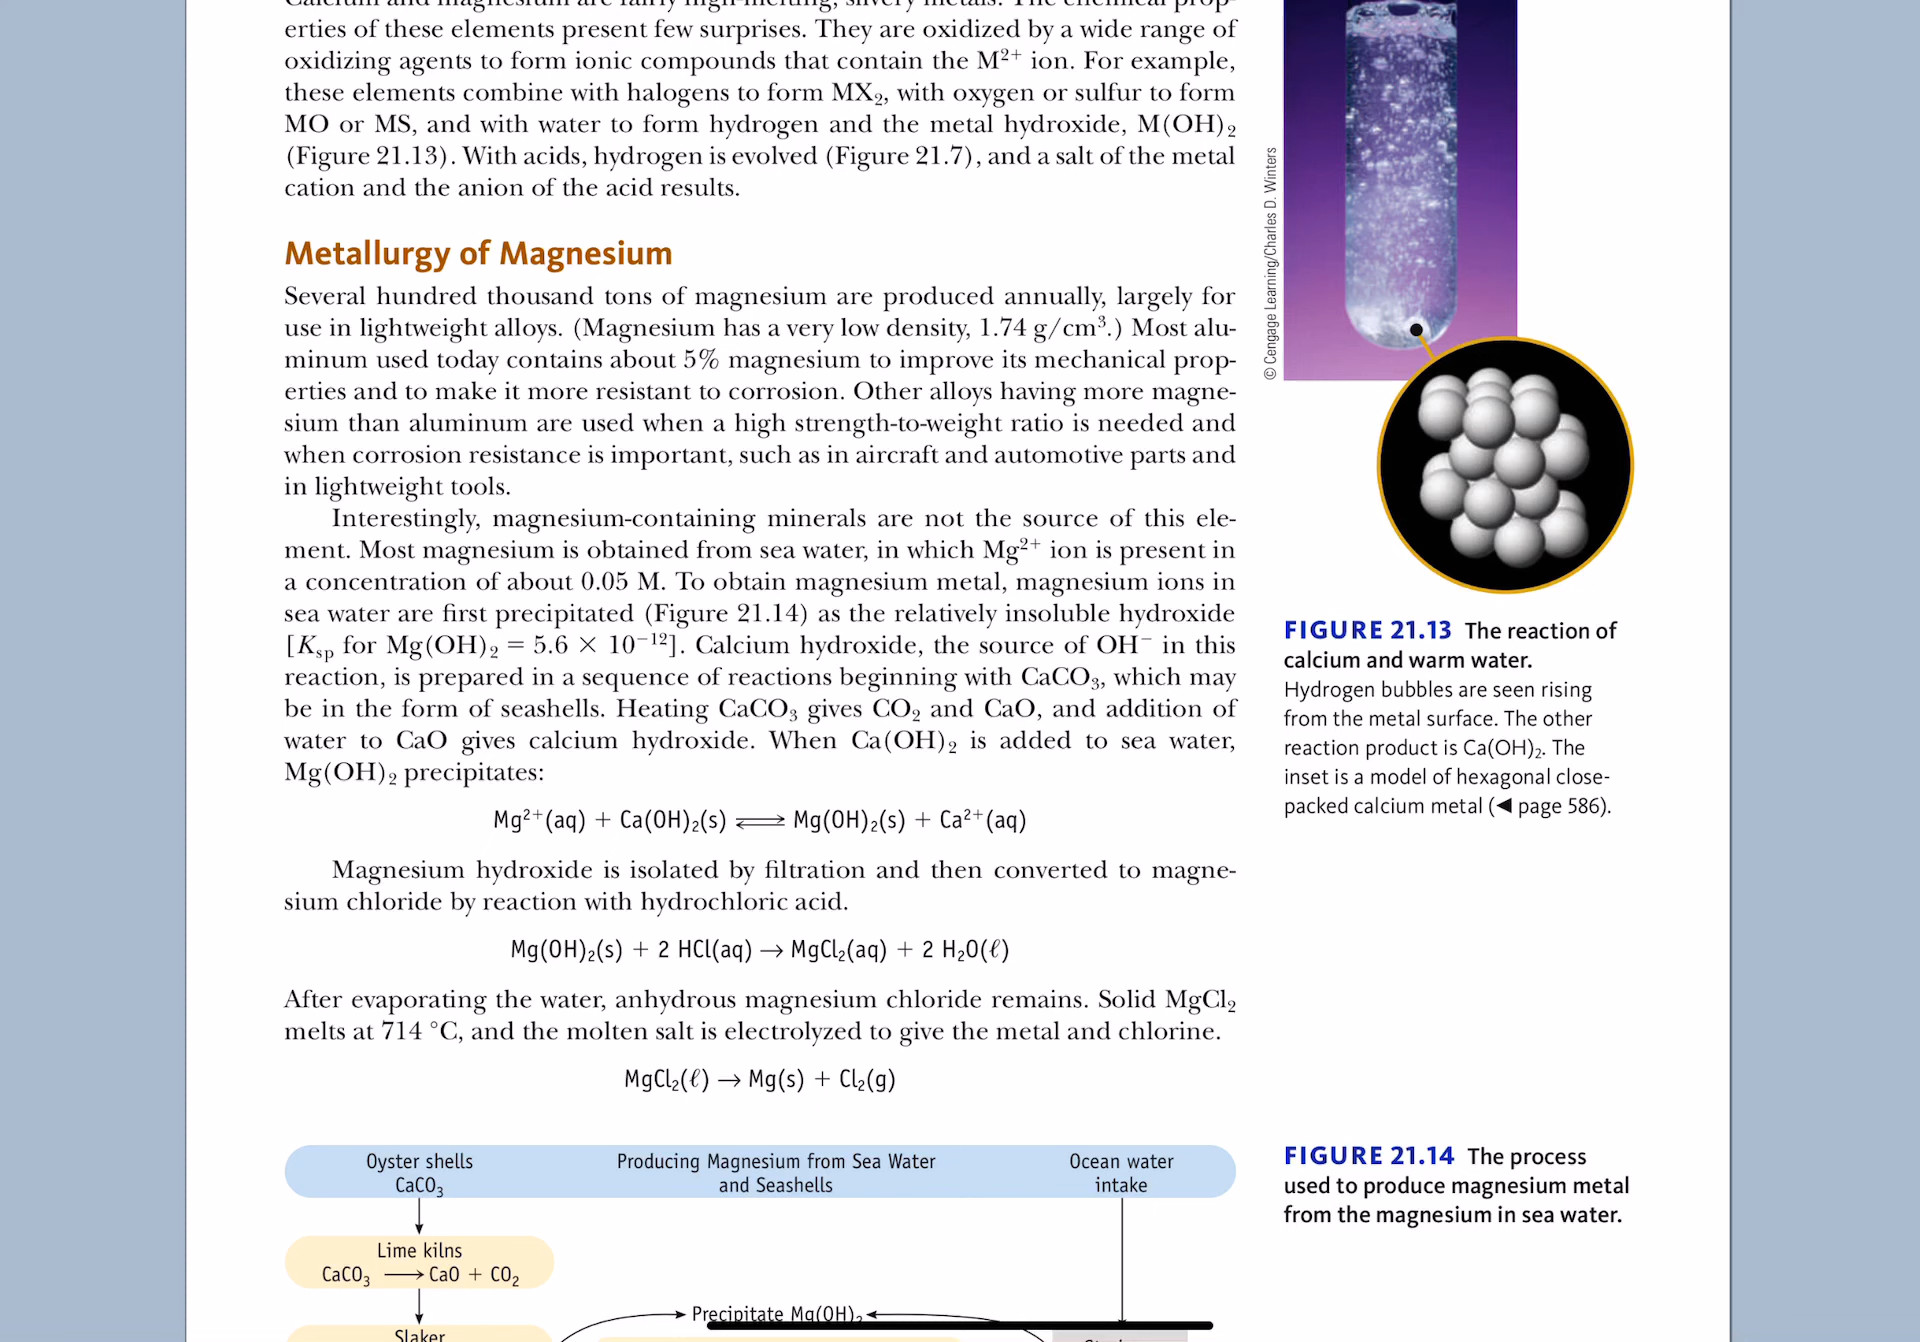 Calcium and magnesium are fairly high-melting, silvery metals. The chemical prop-
erties of these elements present few surprises. They are oxidized by a wide range of
oxidizing agents to form ionic compounds that contain the M²⁺ ion. For example,
these elements combine with halogens to form MX₂, with oxygen or sulfur to form
MO or MS, and with water to form hydrogen and the metal hydroxide, M(OH)₂
(Figure 21.13). With acids, hydrogen is evolved (Figure 21.7), and a salt of the metal
cation and the anion of the acid results.
Metallurgy of Magnesium
Several hundred thousand tons of magnesium are produced annually, largely for
use in lightweight alloys. (Magnesium has a very low density, 1.74 g/cm³.) Most alu-
minum used today contains about 5% magnesium to improve its mechanical prop-
erties and to make it more resistant to corrosion. Other alloys having more magne-
sium than aluminum are used when a high strength-to-weight ratio is needed and
when corrosion resistance is important, such as in aircraft and automotive parts and
in lightweight tools.
Interestingly, magnesium-containing minerals are not the source of this ele-
ment. Most magnesium is obtained from sea water, in which Mg²⁺ ion is present in
a concentration of about 0.05 M. To obtain magnesium metal, magnesium ions in
sea water are first precipitated (Figure 21.14) as the relatively insoluble hydroxide
[Kₛₚ for Mg(OH)₂ = 5.6 × 10⁻¹²]. Calcium hydroxide, the source of OH⁻ in this
reaction, is prepared in a sequence of reactions beginning with CaCO₃, which may
be in the form of seashells. Heating CaCO₃ gives CO₂ and CaO, and addition of
water to CaO gives calcium hydroxide. When Ca(OH)₂ is added to sea water,
Mg(OH)₂ precipitates:
Mg²⁺(aq) + Ca(OH)₂(s) ⇌ Mg(OH)₂(s) + Ca²⁺(aq)
Magnesium hydroxide is isolated by filtration and then converted to magne-
sium chloride by reaction with hydrochloric acid.
Mg(OH)₂(s) + 2 HCl(aq) → MgCl₂(aq) + 2 H₂O(ℓ)
After evaporating the water, anhydrous magnesium chloride remains. Solid MgCl₂
melts at 714 °C, and the molten salt is electrolyzed to give the metal and chlorine.
MgCl₂(ℓ) → Mg(s) + Cl₂(g)
© Cengage Learning/Charles D. Winters
FIGURE 21.13 The reaction of
calcium and warm water.
Hydrogen bubbles are seen rising
from the metal surface. The other
reaction product is Ca(OH)₂. The
inset is a model of hexagonal close-
packed calcium metal (◀ page 586).
Oyster shells
CaCO₃
Producing Magnesium from Sea Water
and Seashells
Ocean water
intake
Lime kilns
CaCO₃ → CaO + CO₂
Precipitate Mg(OH)₂
Slaker
FIGURE 21.14 The process
used to produce magnesium metal
from the magnesium in sea water.